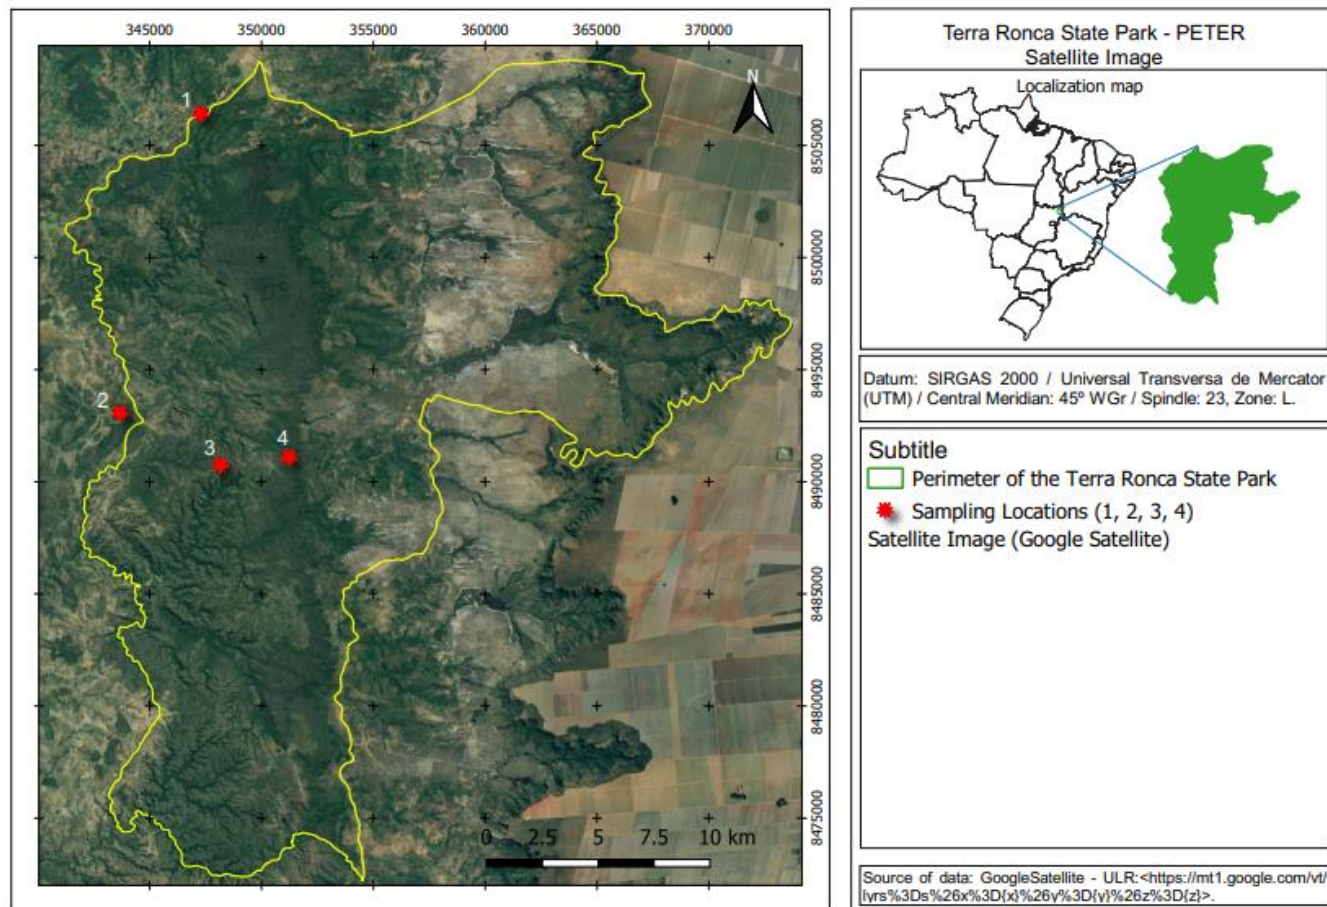 345000 350000 355000 360000 365000 370000
N
1
8505000
8500000
8495000
2
3
4
8490000
8485000
8480000
8475000
0 2.5 5 7.5 10 km
Terra Ronca State Park - PETER
Satellite Image
Localization map
Datum: SIRGAS 2000 / Universal Transversa de Mercator
(UTM) / Central Meridian: 45º WGr / Spindle: 23, Zone: L.
Subtitle
Perimeter of the Terra Ronca State Park
Sampling Locations (1, 2, 3, 4)
Satellite Image (Google Satellite)
Source of data: GoogleSatellite - ULR:<https://mt1.google.com/vt/
lyrs%3Ds%26x%3D{x}%26y%3D{y}%26z%3D{z}>.